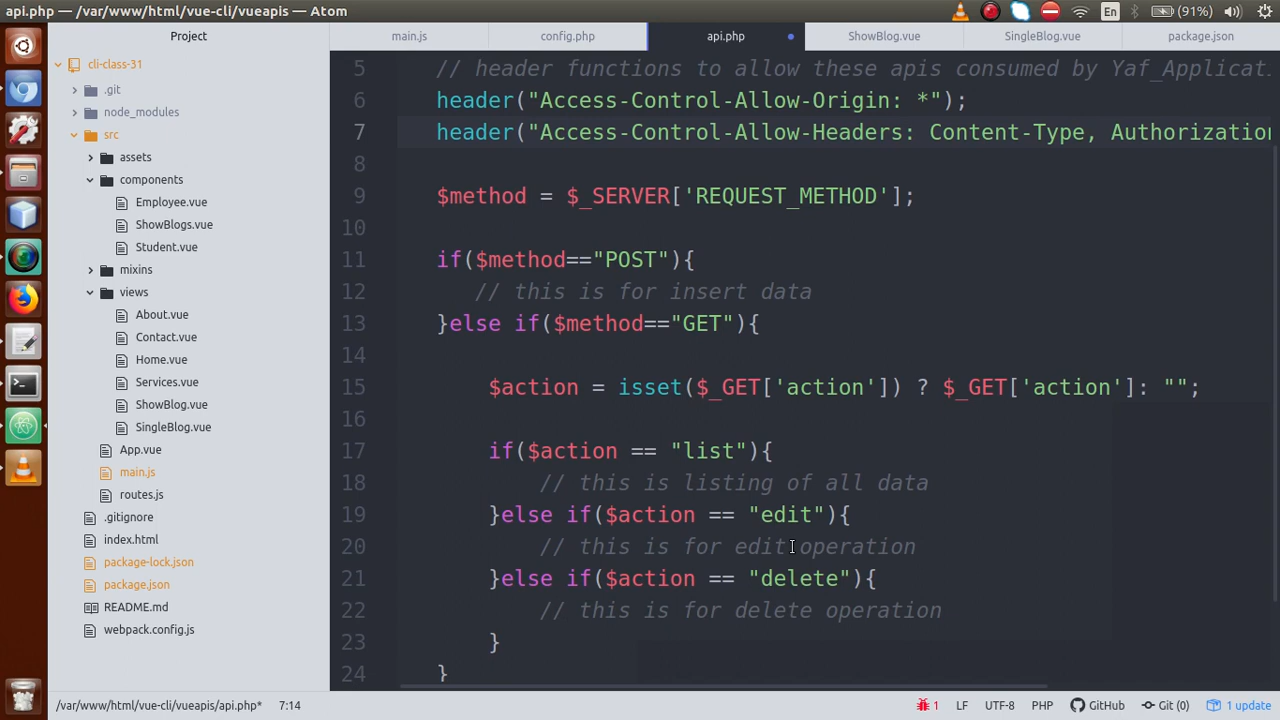 api.php — /var/www/html/vue-cli/vueapis — Atom
En
(91%)
Project
main.js
config.php
api.php
ShowBlog.vue
SingleBlog.vue
package.json
cli-class-31
.git
node_modules
src
assets
components
Employee.vue
ShowBlogs.vue
Student.vue
mixins
views
About.vue
Contact.vue
Home.vue
Services.vue
ShowBlog.vue
SingleBlog.vue
App.vue
main.js
routes.js
.gitignore
index.html
package-lock.json
package.json
README.md
webpack.config.js
5 // header functions to allow these apis consumed by Yaf_Applicati
6 header("Access-Control-Allow-Origin: *");
7 header("Access-Control-Allow-Headers: Content-Type, Authorization
8
9 $method = $_SERVER['REQUEST_METHOD'];
10
11 if($method=="POST"){
12 // this is for insert data
13 }else if($method=="GET"){
14
15 $action = isset($_GET['action']) ? $_GET['action']: "";
16
17 if($action == "list"){
18 // this is listing of all data
19 }else if($action == "edit"){
20 // this is for edit operation
21 }else if($action == "delete"){
22 // this is for delete operation
23 }
24 }
/var/www/html/vue-cli/vueapis/api.php* 7:14
1 LF UTF-8 PHP GitHub Git (0) 1 update